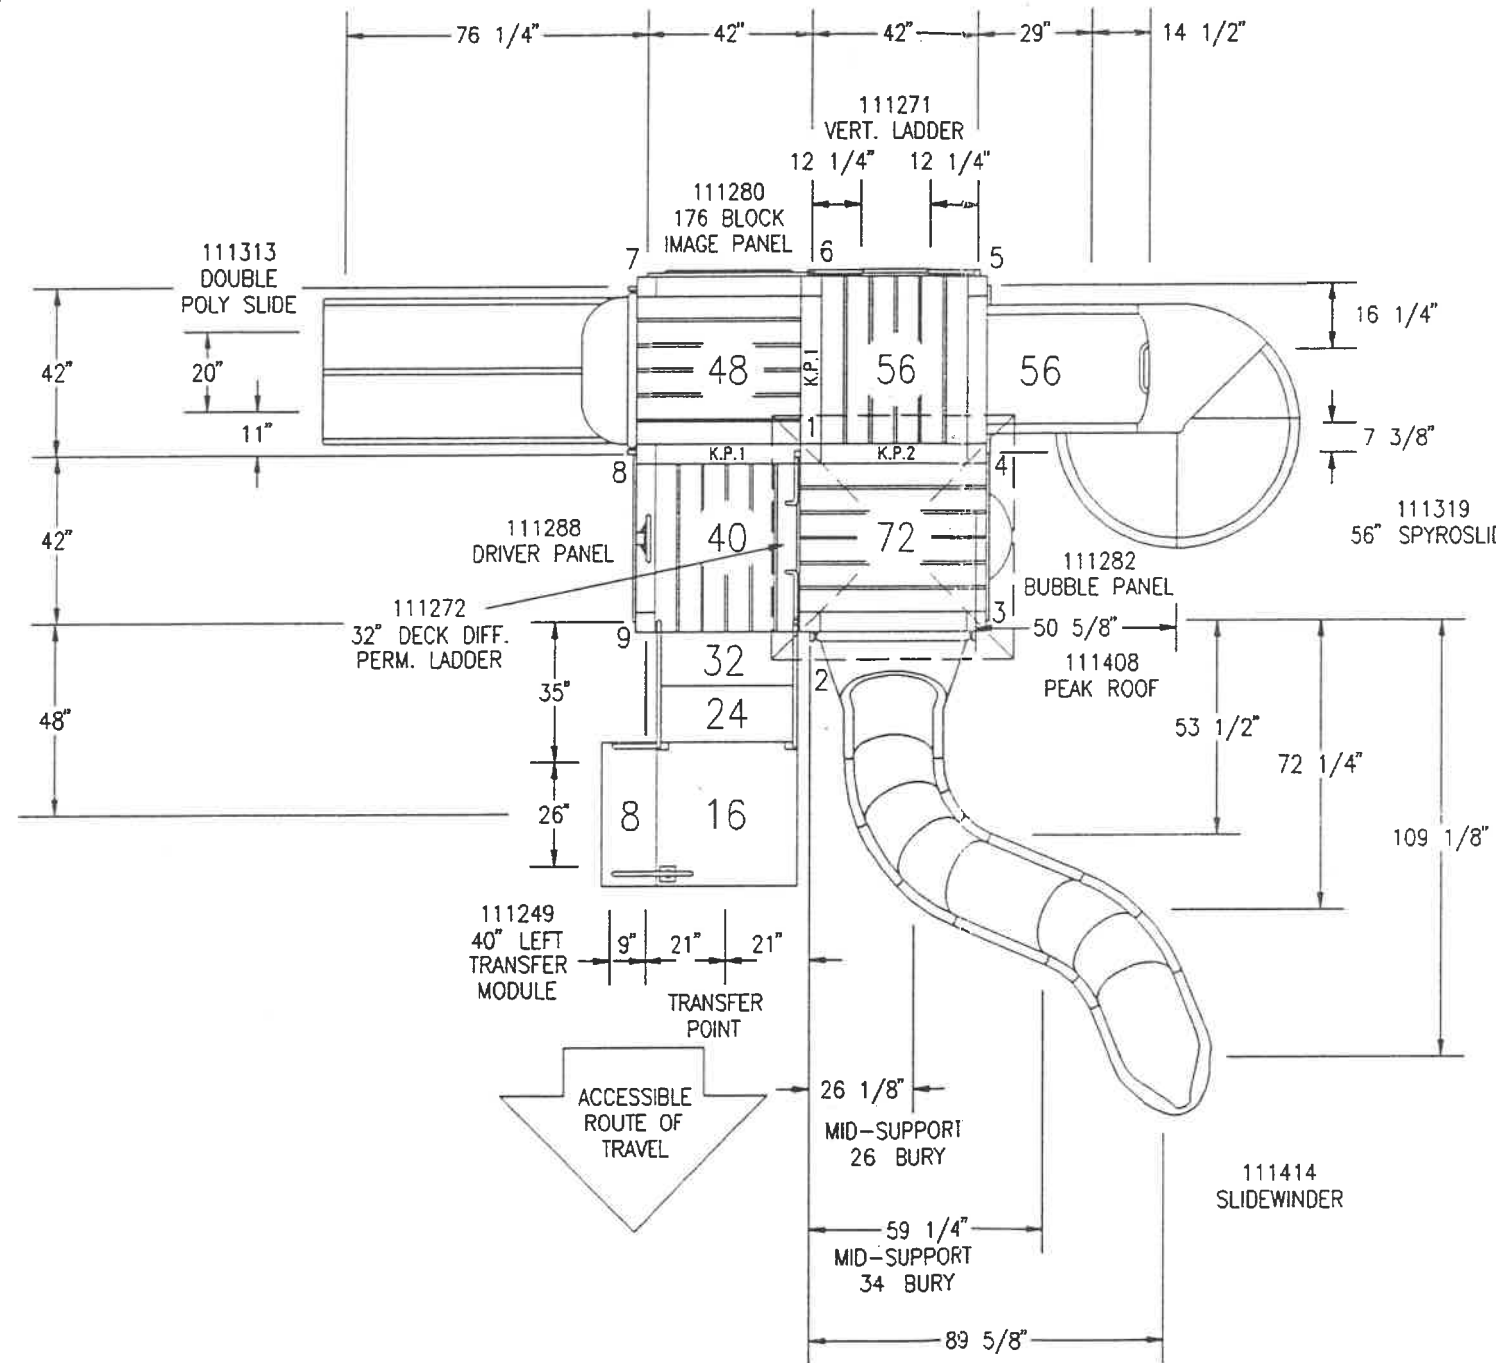 76 1/4"
42"
42"
29"
14 1/2"
111271
VERT. LADDER
12 1/4"
12 1/4"
111280
176 BLOCK
IMAGE PANEL
111313
DOUBLE
POLY SLIDE
7
6
5
16 1/4"
42"
20"
11"
48
K.P.1
56
56
7 3/8"
1
K.P.1
K.P.2
8
4
111319
56" SPYROSLI
42"
111288
DRIVER PANEL
40
72
111282
BUBBLE PANEL
111272
32" DECK DIFF.
PERM. LADDER
9
3
50 5/8"
111408
PEAK ROOF
32
2
35"
24
48"
53 1/2"
72 1/4"
26"
8
16
109 1/8"
111249
40" LEFT
TRANSFER
MODULE
9"
21"
21"
TRANSFER
POINT
ACCESSIBLE
ROUTE OF
TRAVEL
26 1/8"
MID-SUPPORT
26 BURY
111414
SLIDEWINDER
59 1/4"
MID-SUPPORT
34 BURY
89 5/8"